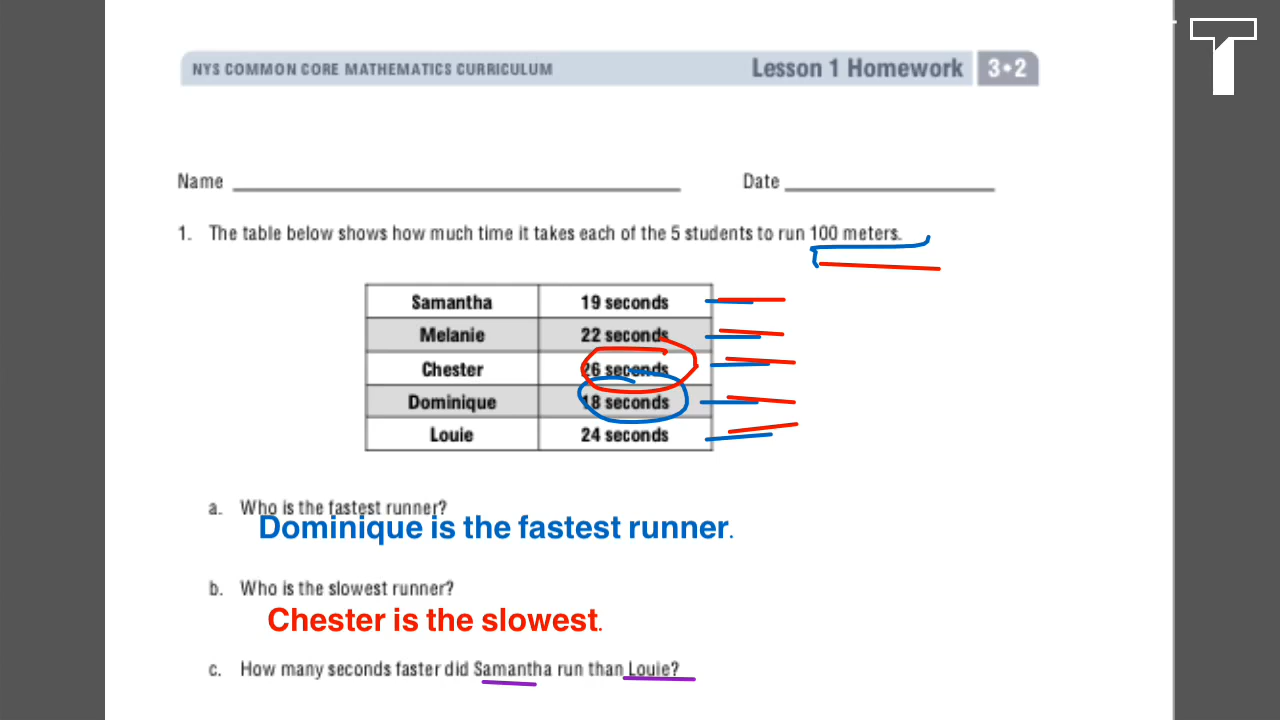 T
NYS COMMON CORE MATHEMATICS CURRICULUM Lesson 1 Homework 3•2
Name Date
1. The table below shows how much time it takes each of the 5 students to run 100 meters.
Samantha 19 seconds
Melanie 22 seconds
Chester 26 seconds
Dominique 18 seconds
Louie 24 seconds
a. Who is the fastest runner?
Dominique is the fastest runner.
b. Who is the slowest runner?
Chester is the slowest.
c. How many seconds faster did Samantha run than Louie?